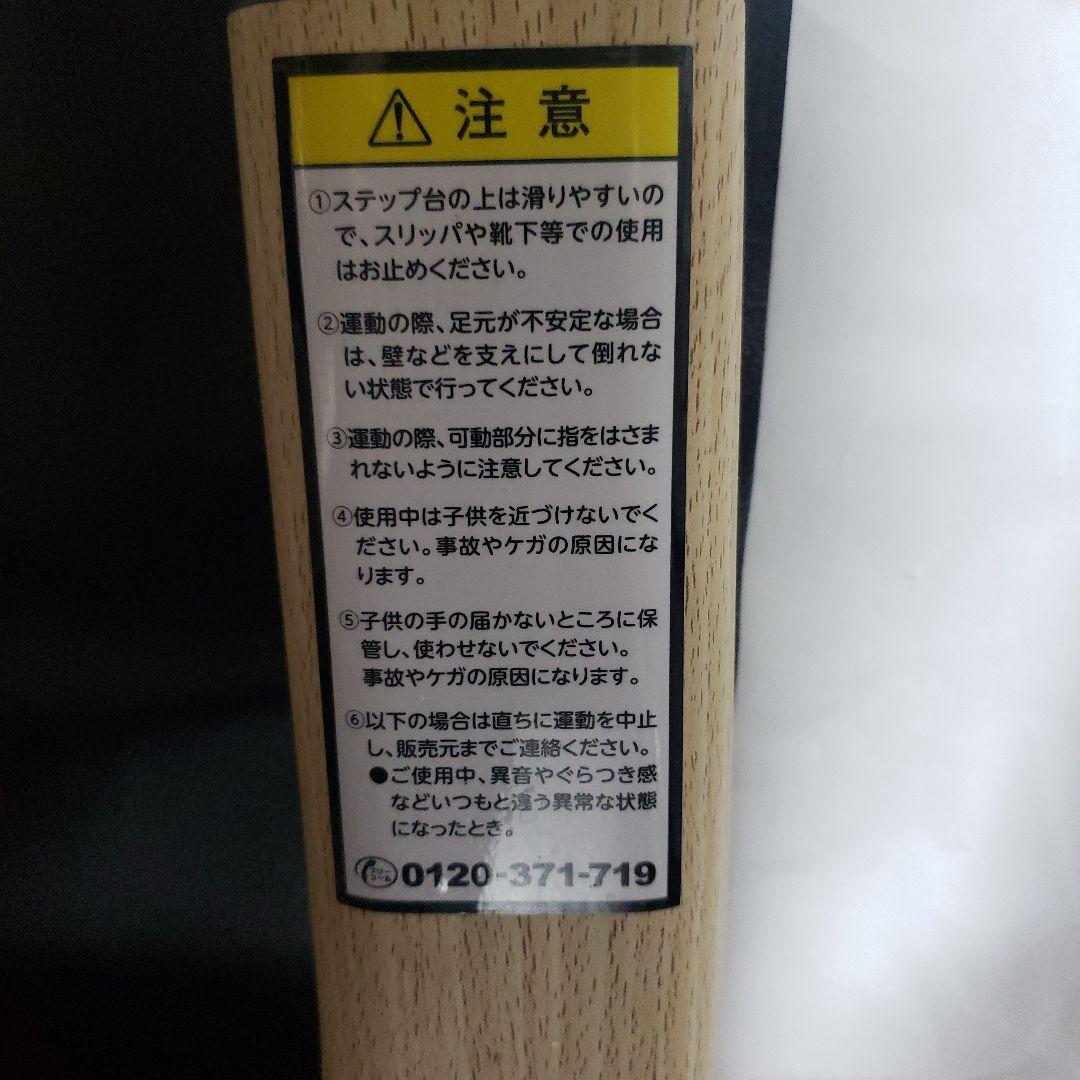 注意
①ステップ台の上は滑りやすいの
で、スリッパや靴下等での使用
はお止めください。
②運動の際、足元が不安定な場合
は、壁などを支えにして倒れな
い状態で行ってください。
③運動の際、可動部分に指をはさま
れないように注意してください。
④使用中は子供を近づけないでく
ださい。事故やケガの原因にな
ります。
⑤子供の手の届かないところに保
管し、使わせないでください。
事故やケガの原因になります。
⑥以下の場合は直ちに運動を中止
し、販売元までご連絡ください。
●ご使用中、異音やぐらつき感
などいつもと違う異常な状態
になったとき。
フリーコール 0120-371-719